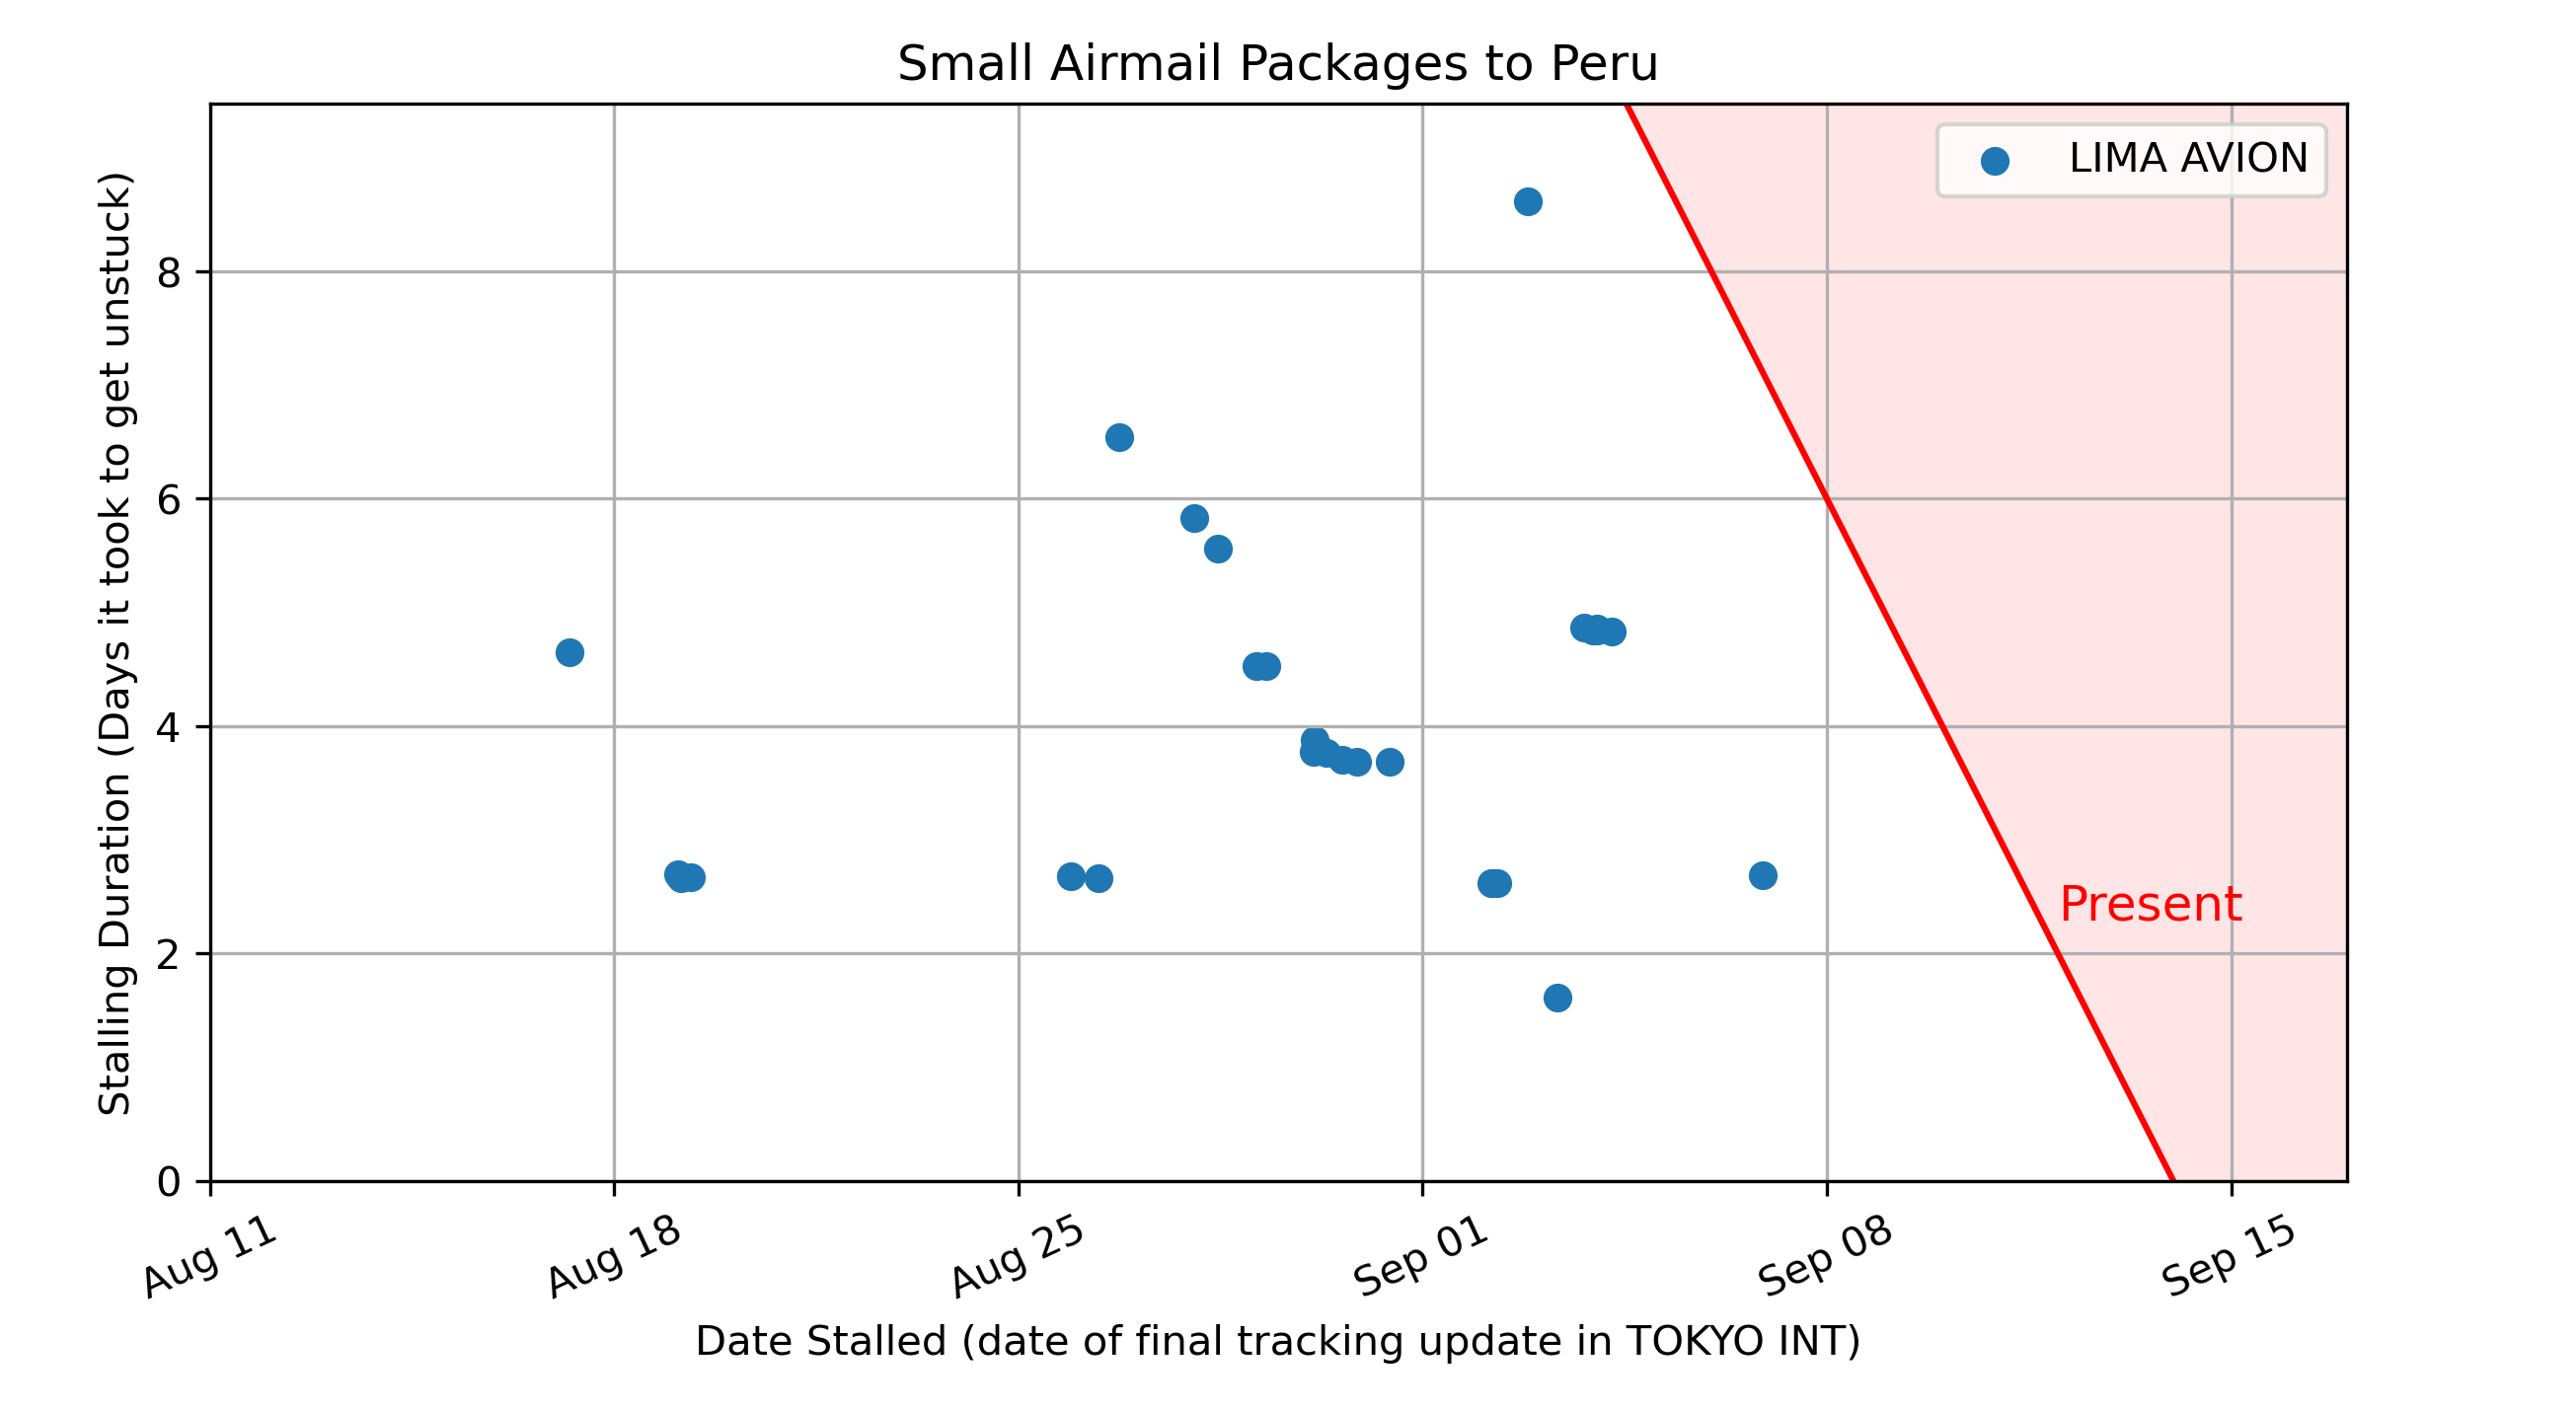 Small Airmail Packages to Peru
LIMA AVION
Stalling Duration (Days it took to get unstuck)
8
6
4
2
0
Present
Aug 11
Aug 18
Aug 25
Sep 01
Sep 08
Sep 15
Date Stalled (date of final tracking update in TOKYO INT)